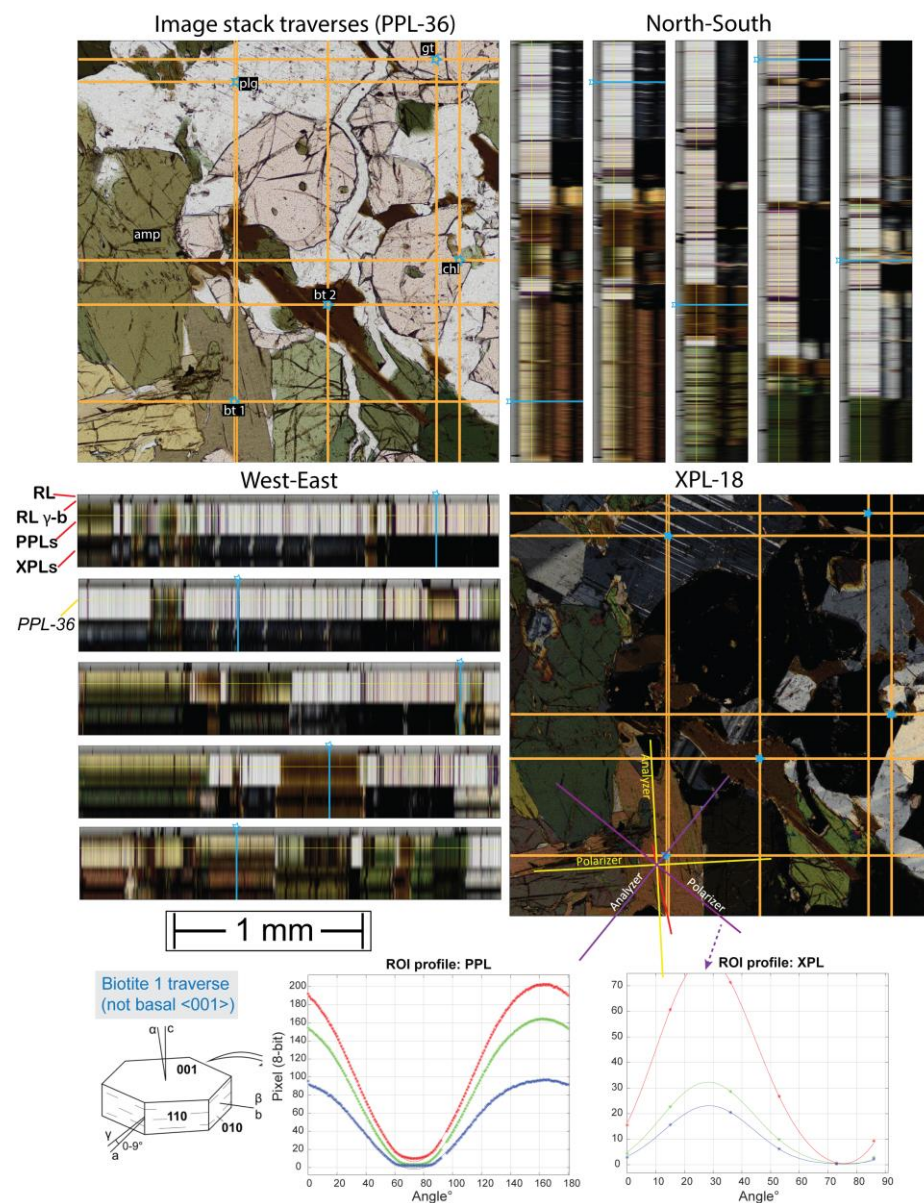 Image stack traverses (PPL-36)
North-South
gt
plg
amp
chl
bt 2
bt 1
West-East
XPL-18
RL
RL γ-b
PPLs
XPLs
PPL-36
Analyzer
Polarizer
Analyzer
Polarizer
1 mm
Biotite 1 traverse
(not basal <001>)
α
c
001
110
010
β
b
γ
0-9°
a
ROI profile: PPL
Pixel (8-bit)
200
180
160
140
120
100
80
60
40
20
0
0 20 40 60 80 100 120 140 160 180
Angle°
ROI profile: XPL
70
60
50
40
30
20
10
0
0 10 20 30 40 50 60 70 80 90
Angle°